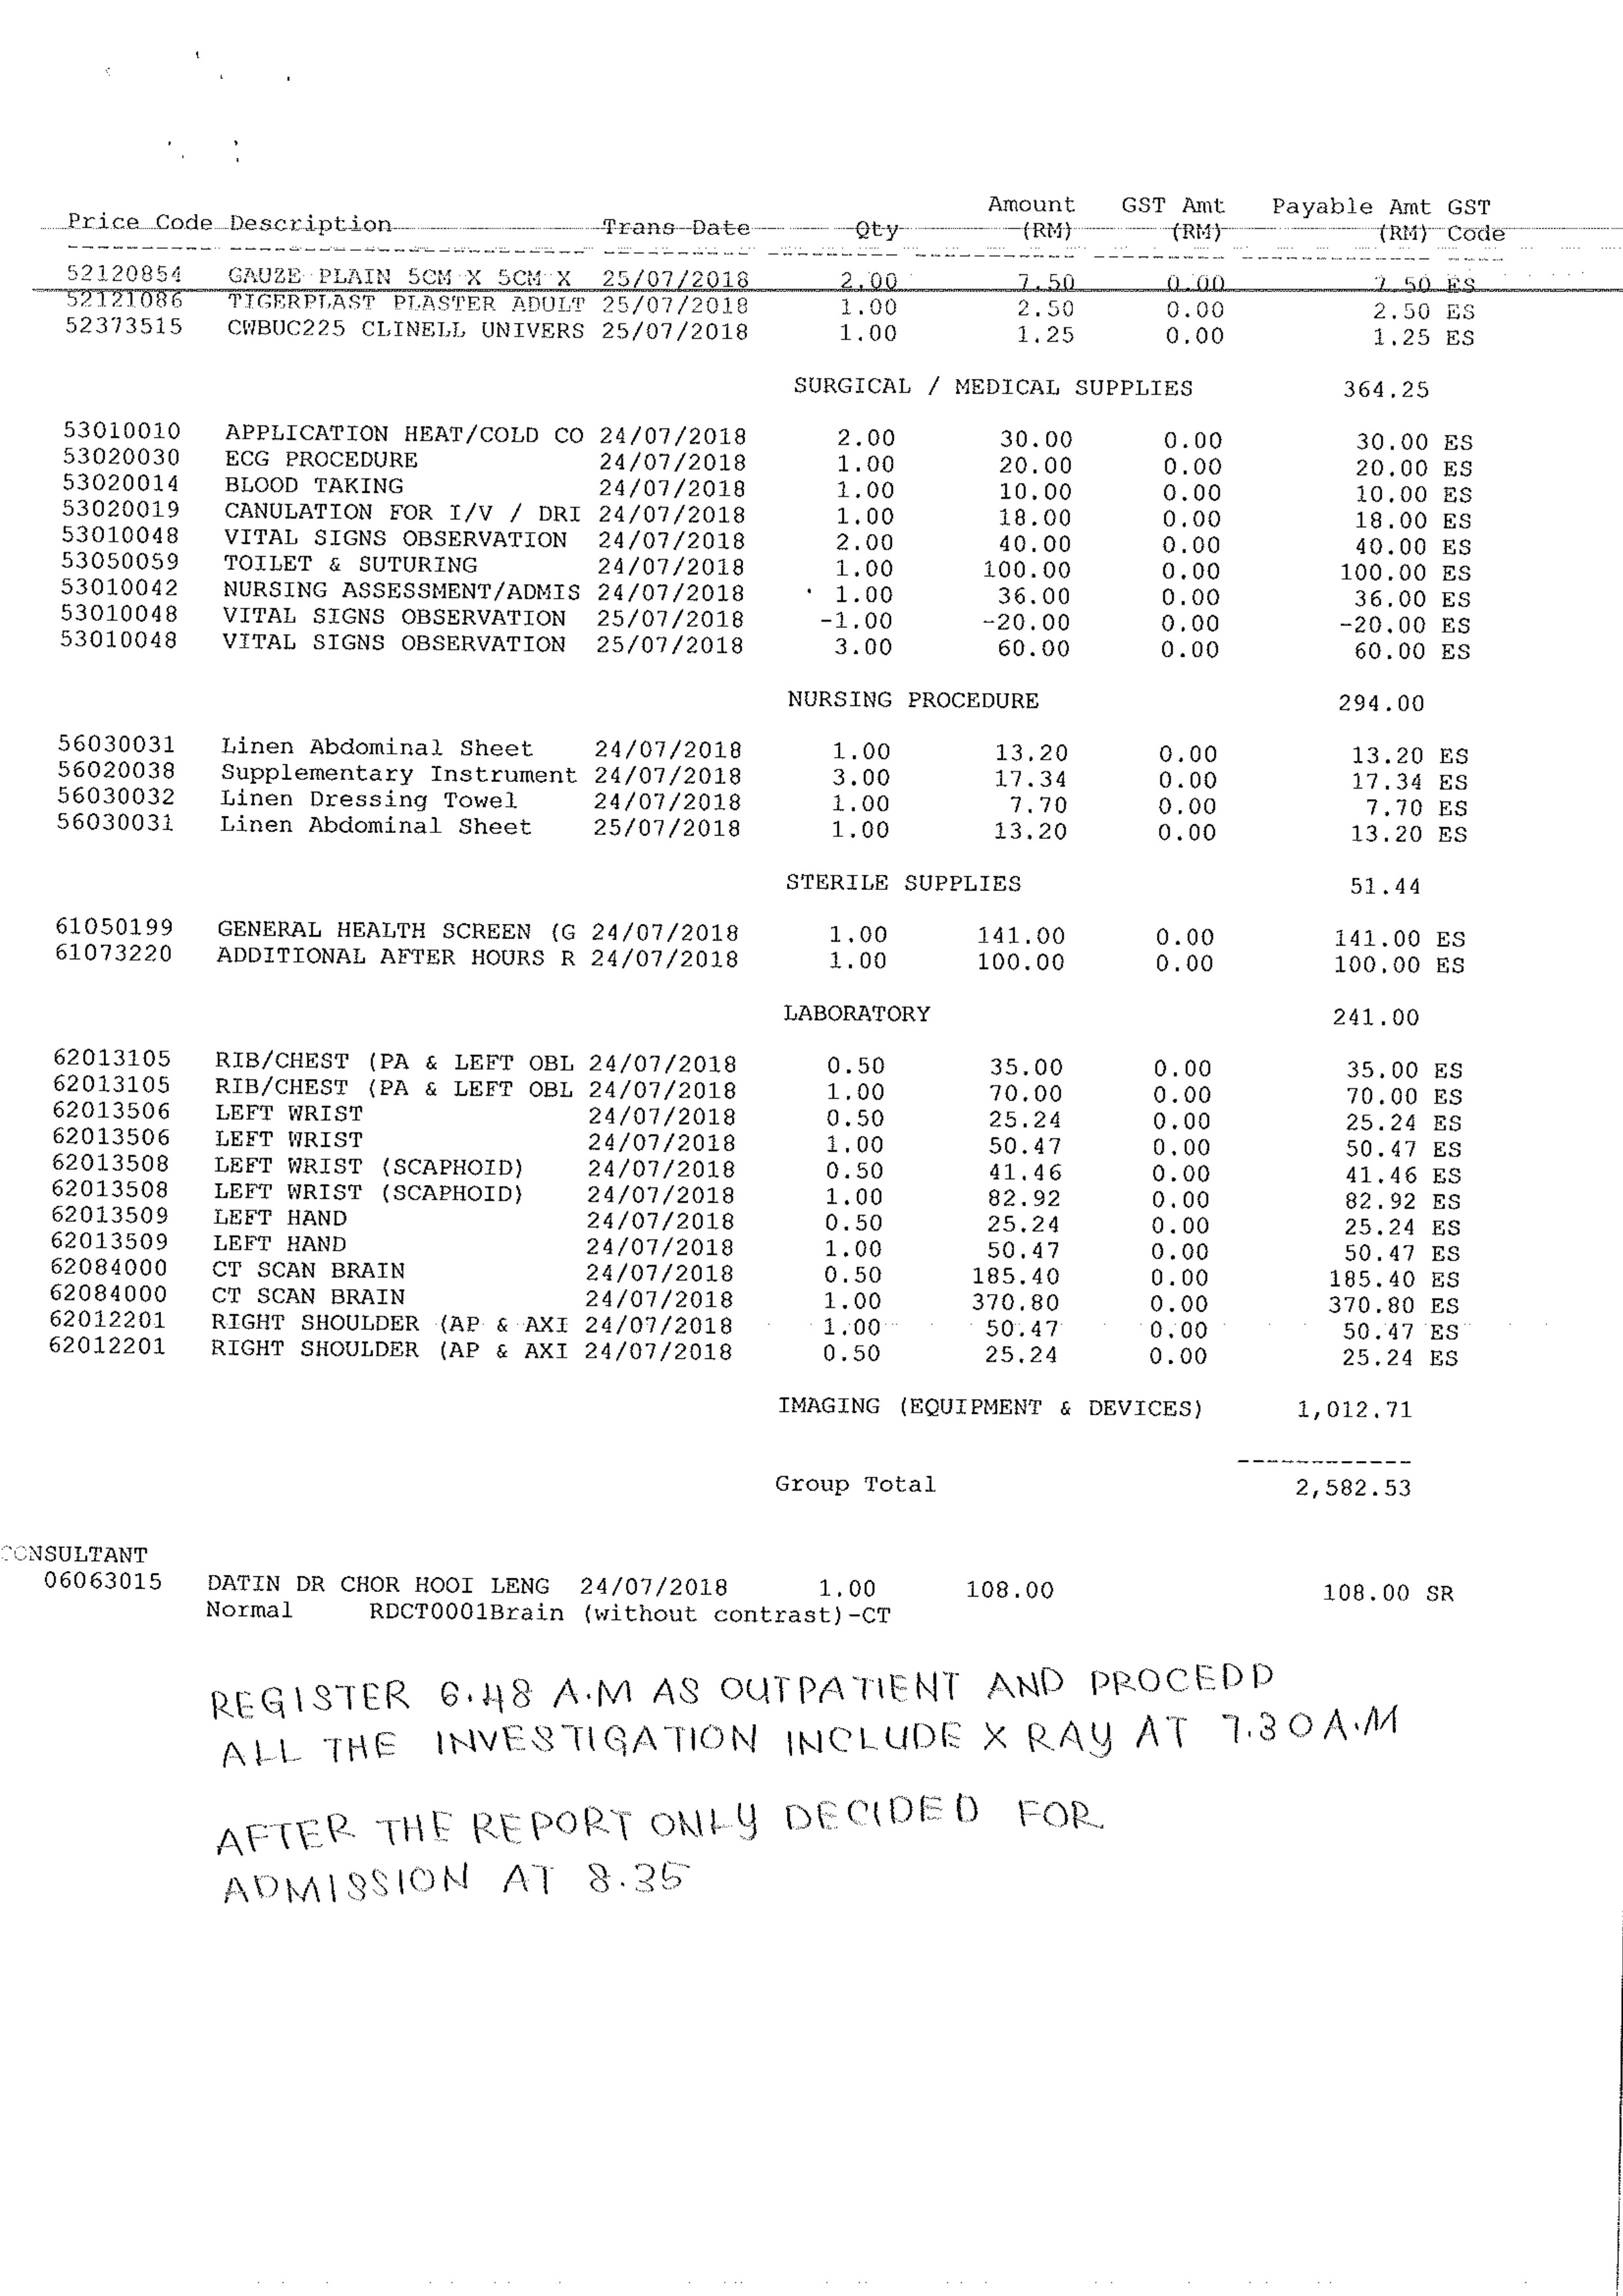 Amount GST Amt Payable Amt GST
Price Code Description Trans Date Qty (RM) (RM) (RM) Code
52120854 GAUZE PLAIN 5CM X 5CM X 25/07/2018 2.00 7.50 0.00 7.50 ES
52121086 TIGERPLAST PLASTER ADULT 25/07/2018 1.00 2.50 0.00 2.50 ES
52373515 CWBUC225 CLINELL UNIVERS 25/07/2018 1.00 1.25 0.00 1.25 ES
SURGICAL / MEDICAL SUPPLIES 364.25
53010010 APPLICATION HEAT/COLD CO 24/07/2018 2.00 30.00 0.00 30.00 ES
53020030 ECG PROCEDURE 24/07/2018 1.00 20.00 0.00 20.00 ES
53020014 BLOOD TAKING 24/07/2018 1.00 10.00 0.00 10.00 ES
53020019 CANULATION FOR I/V / DRI 24/07/2018 1.00 18.00 0.00 18.00 ES
53010048 VITAL SIGNS OBSERVATION 24/07/2018 2.00 40.00 0.00 40.00 ES
53050059 TOILET & SUTURING 24/07/2018 1.00 100.00 0.00 100.00 ES
53010042 NURSING ASSESSMENT/ADMIS 24/07/2018 1.00 36.00 0.00 36.00 ES
53010048 VITAL SIGNS OBSERVATION 25/07/2018 -1.00 -20.00 0.00 -20.00 ES
53010048 VITAL SIGNS OBSERVATION 25/07/2018 3.00 60.00 0.00 60.00 ES
NURSING PROCEDURE 294.00
56030031 Linen Abdominal Sheet 24/07/2018 1.00 13.20 0.00 13.20 ES
56020038 Supplementary Instrument 24/07/2018 3.00 17.34 0.00 17.34 ES
56030032 Linen Dressing Towel 24/07/2018 1.00 7.70 0.00 7.70 ES
56030031 Linen Abdominal Sheet 25/07/2018 1.00 13.20 0.00 13.20 ES
STERILE SUPPLIES 51.44
61050199 GENERAL HEALTH SCREEN (G 24/07/2018 1.00 141.00 0.00 141.00 ES
61073220 ADDITIONAL AFTER HOURS R 24/07/2018 1.00 100.00 0.00 100.00 ES
LABORATORY 241.00
62013105 RIB/CHEST (PA & LEFT OBL 24/07/2018 0.50 35.00 0.00 35.00 ES
62013105 RIB/CHEST (PA & LEFT OBL 24/07/2018 1.00 70.00 0.00 70.00 ES
62013506 LEFT WRIST 24/07/2018 0.50 25.24 0.00 25.24 ES
62013506 LEFT WRIST 24/07/2018 1.00 50.47 0.00 50.47 ES
62013508 LEFT WRIST (SCAPHOID) 24/07/2018 0.50 41.46 0.00 41.46 ES
62013508 LEFT WRIST (SCAPHOID) 24/07/2018 1.00 82.92 0.00 82.92 ES
62013509 LEFT HAND 24/07/2018 0.50 25.24 0.00 25.24 ES
62013509 LEFT HAND 24/07/2018 1.00 50.47 0.00 50.47 ES
62084000 CT SCAN BRAIN 24/07/2018 0.50 185.40 0.00 185.40 ES
62084000 CT SCAN BRAIN 24/07/2018 1.00 370.80 0.00 370.80 ES
62012201 RIGHT SHOULDER (AP & AXI 24/07/2018 1.00 50.47 0.00 50.47 ES
62012201 RIGHT SHOULDER (AP & AXI 24/07/2018 0.50 25.24 0.00 25.24 ES
IMAGING (EQUIPMENT & DEVICES) 1,012.71
Group Total 2,582.53
CONSULTANT
06063015 DATIN DR CHOR HOOI LENG 24/07/2018 1.00 108.00 108.00 SR
Normal RDCT0001Brain (without contrast)-CT
REGISTER 6.48 A.M AS OUTPATIENT AND PROCEDD
ALL THE INVESTIGATION INCLUDE X RAY AT 7.30 A.M
AFTER THE REPORT ONLY DECIDED FOR
ADMISSION AT 8.35